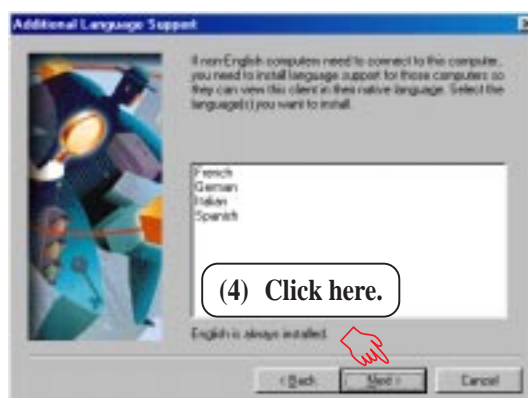 Additional Language Support
If non-English computers need to connect to this computer,
you need to install language support for those computers so
they can view this client in their native language. Select the
language(s) you want to install.
French
German
Italian
Spanish
(4) Click here.
English is always installed.
< Back
Next >
Cancel